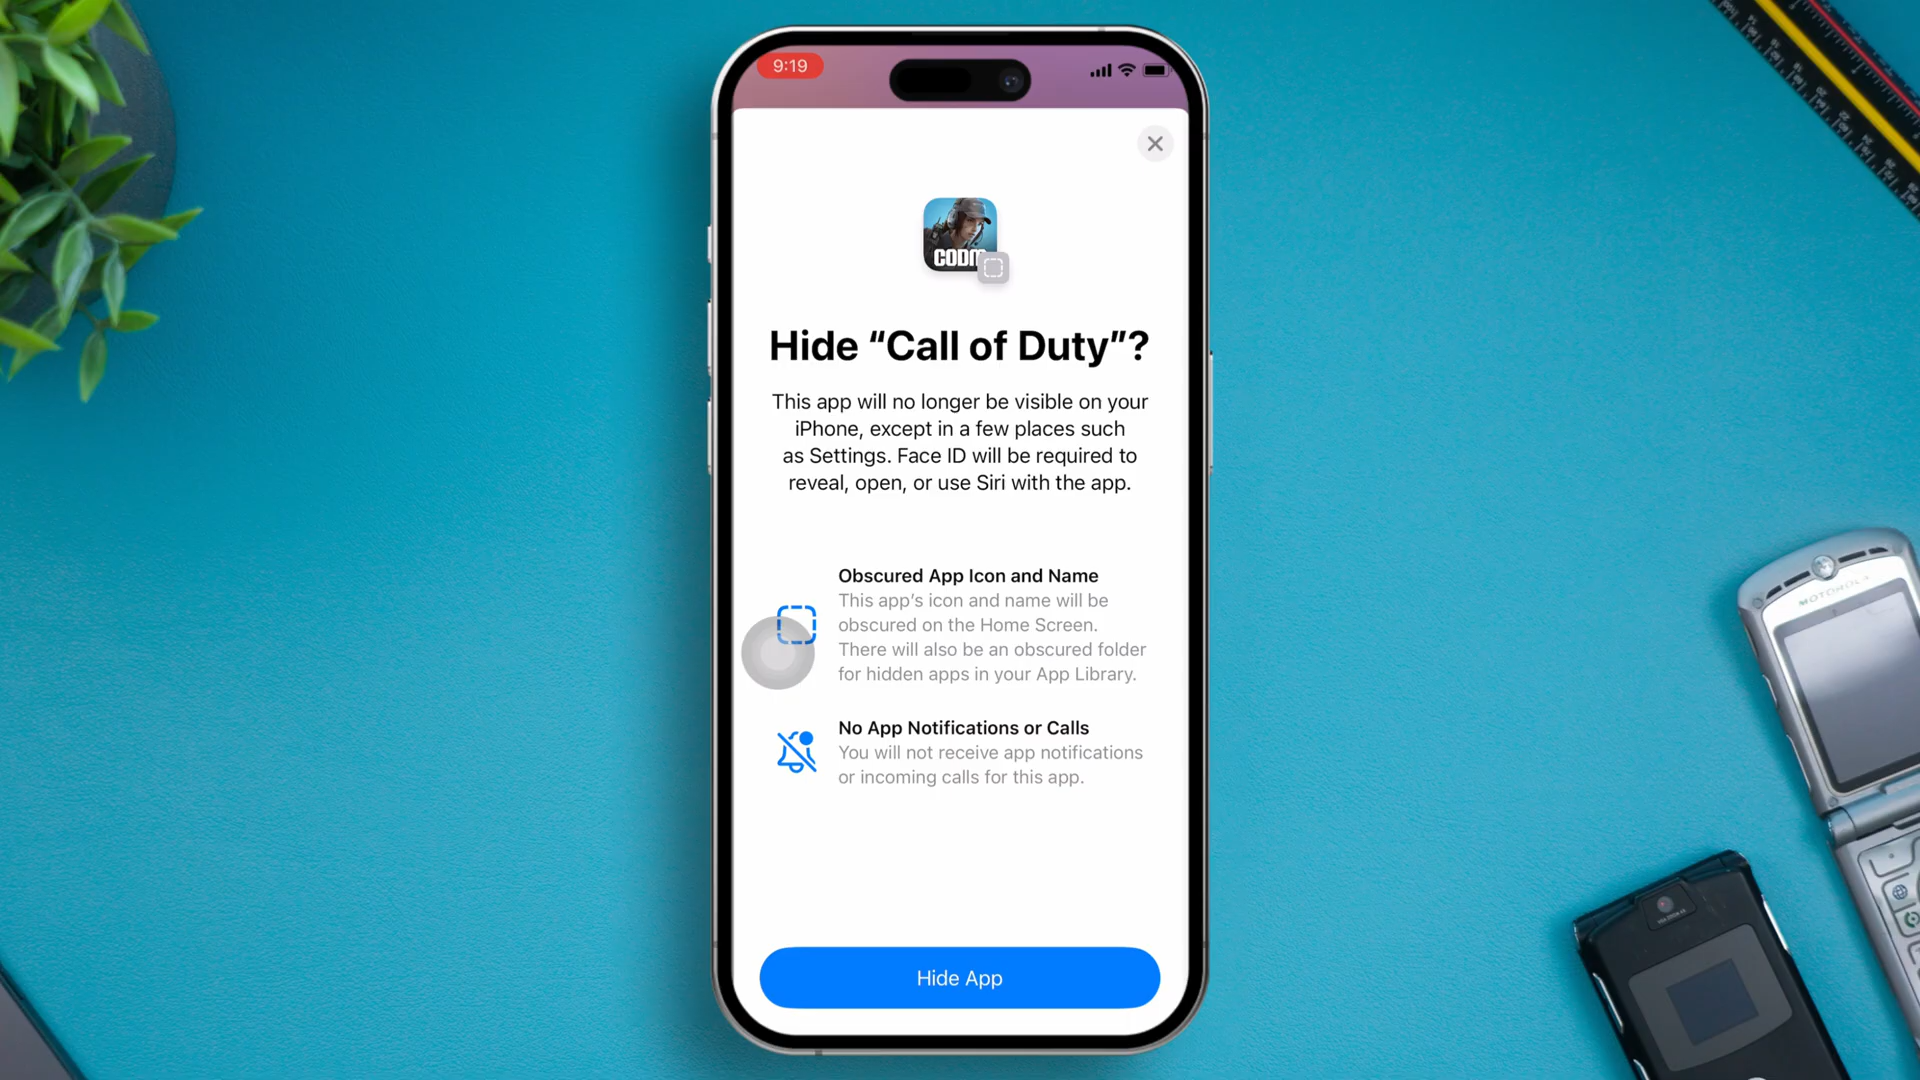 9:19
CODM
Hide “Call of Duty”?
This app will no longer be visible on your
iPhone, except in a few places such
as Settings. Face ID will be required to
reveal, open, or use Siri with the app.
Obscured App Icon and Name
This app’s icon and name will be
obscured on the Home Screen.
There will also be an obscured folder
for hidden apps in your App Library.
No App Notifications or Calls
You will not receive app notifications
or incoming calls for this app.
Hide App
MOTOROLA